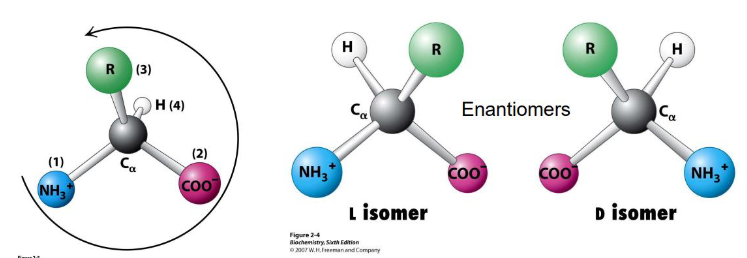 R (3)
H (4)
(1)
Cα
(2)
NH3+
COO-
H
R
Cα
NH3+
COO-
L isomer
Enantiomers
R
H
Cα
COO-
NH3+
D isomer
Figure 2-4
Biochemistry, Sixth Edition
© 2007 W. H. Freeman and Company